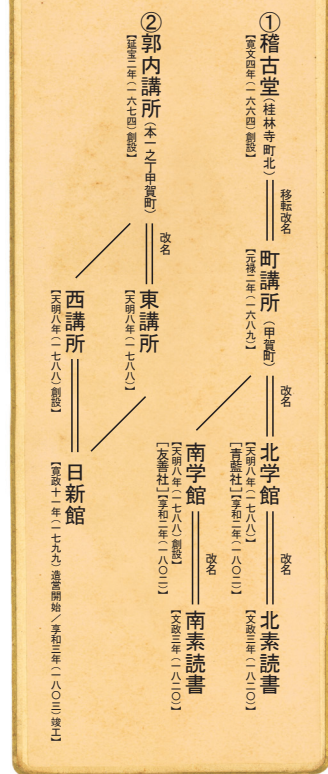 ①稽古堂（桂林寺町北）
【寛文四年（一六六四）創設】
移転改名
町講所（甲賀町）
【元禄二年（一六八九）】
改名
北学館
【天明八年（一七八八）】
［青藍社］【享和二年（一八〇二）】
改名
北素読書
【文政三年（一八二〇）】
南学館
【天明八年（一七八八）創設】
［友善社］【享和二年（一八〇二）】
改名
南素読書
【文政三年（一八二〇）】
②郭内講所（本一之丁甲賀町）
【延宝二年（一六七四）創設】
改名
東講所
【天明八年（一七八八）】
西講所
【天明八年（一七八八）創設】
日新館
【寛政十一年（一七九九）造営開始／享和三年（一八〇三）竣工】